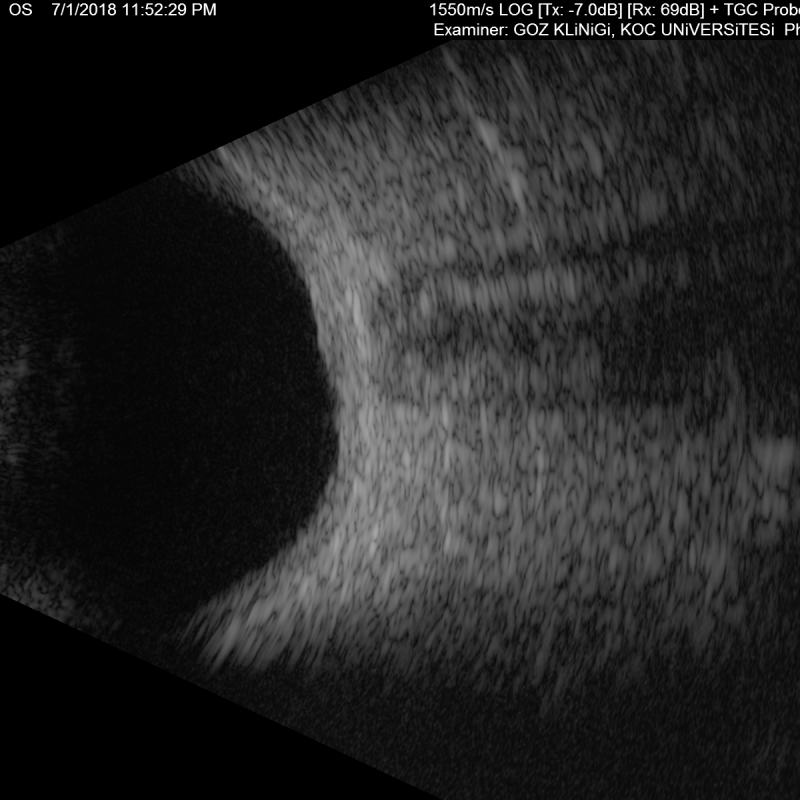 OS 7/1/2018 11:52:29 PM
1550m/s LOG [Tx: -7.0dB] [Rx: 69dB] + TGC
Examiner: GOZ KLiNiGi, KOC UNiVERSiTESi